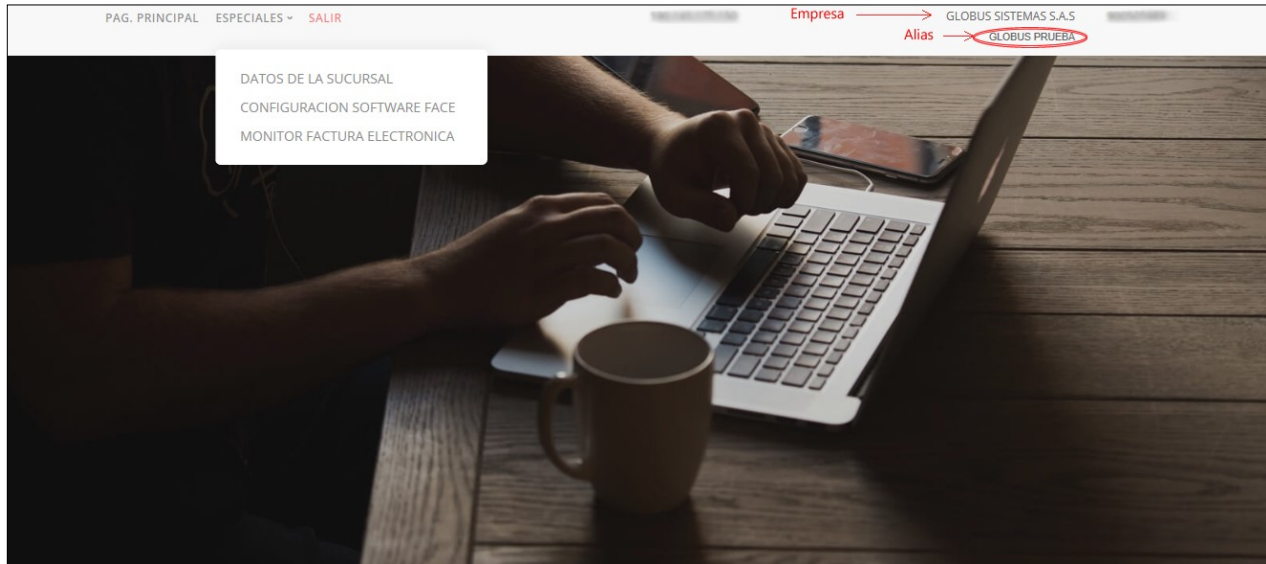 PAG. PRINCIPAL ESPECIALES SALIR Empresa GLOBUS SISTEMAS S.A.S
Alias GLOBUS PRUEBA
DATOS DE LA SUCURSAL
CONFIGURACION SOFTWARE FACE
MONITOR FACTURA ELECTRONICA